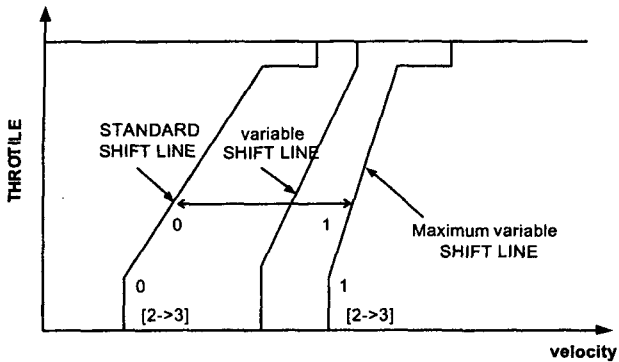 THROTILE
STANDARD
SHIFT LINE
variable
SHIFT LINE
0
1
Maximum variable
SHIFT LINE
0
1
[2->3]
[2->3]
velocity